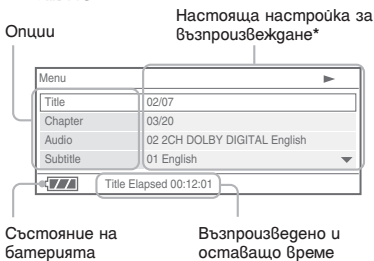 Опции
Настояща настройка за
възпроизвеждане*
Menu
Title 02/07
Chapter 03/20
Audio 02 2CH DOLBY DIGITAL English
Subtitle 01 English
Title Elapsed 00:12:01
Състояние на
батерията
Възпроизведено и
оставащо време